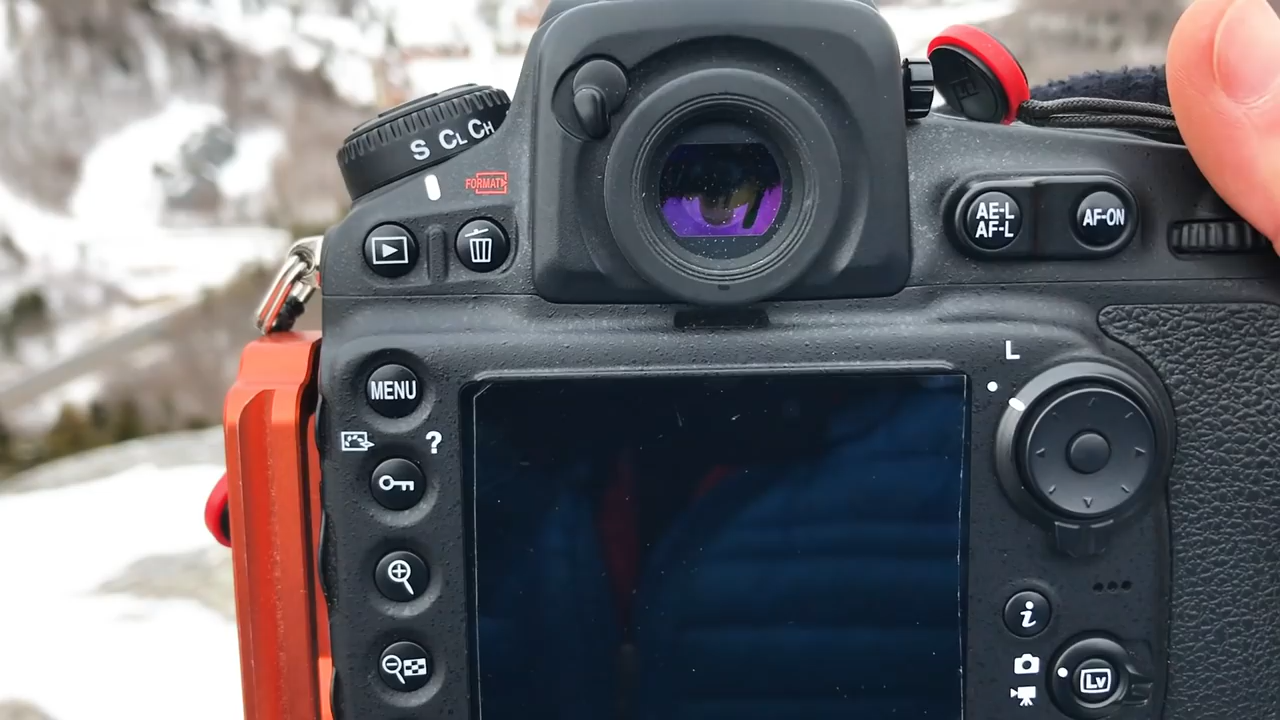 S CL CH
FORMAT
AE-L
AF-L
AF-ON
L
MENU
?
i
Lv